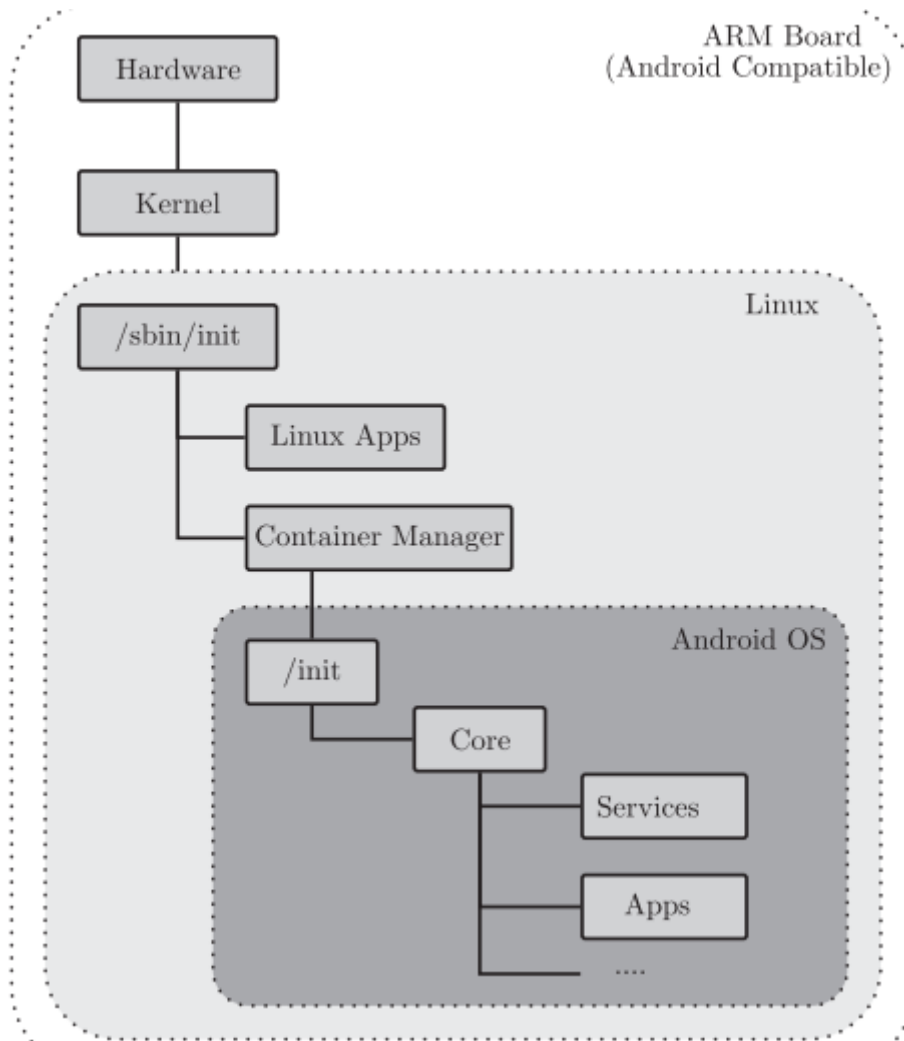 ARM Board
(Android Compatible)
Hardware
Kernel
Linux
/sbin/init
Linux Apps
Container Manager
Android OS
/init
Core
Services
Apps
....